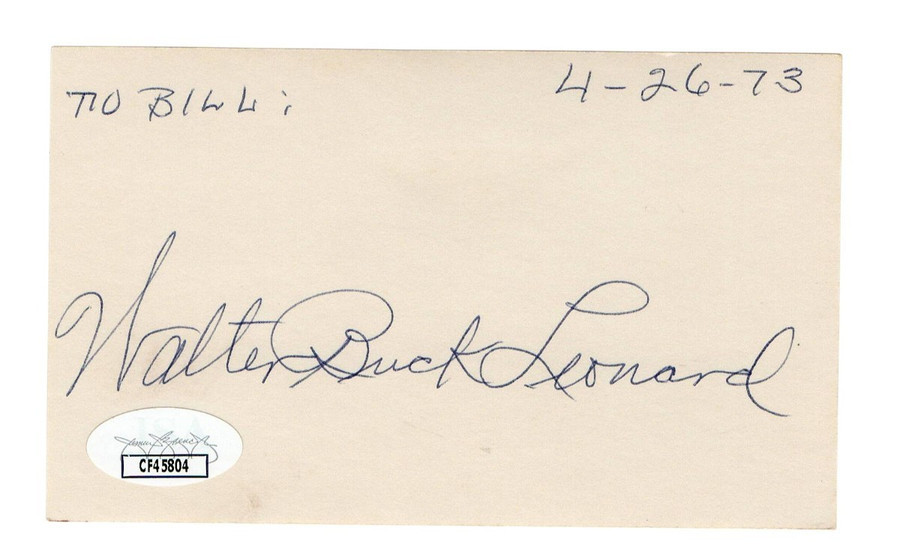 TO BILL:
4-26-73
Walter Buck Leonard
CF45804